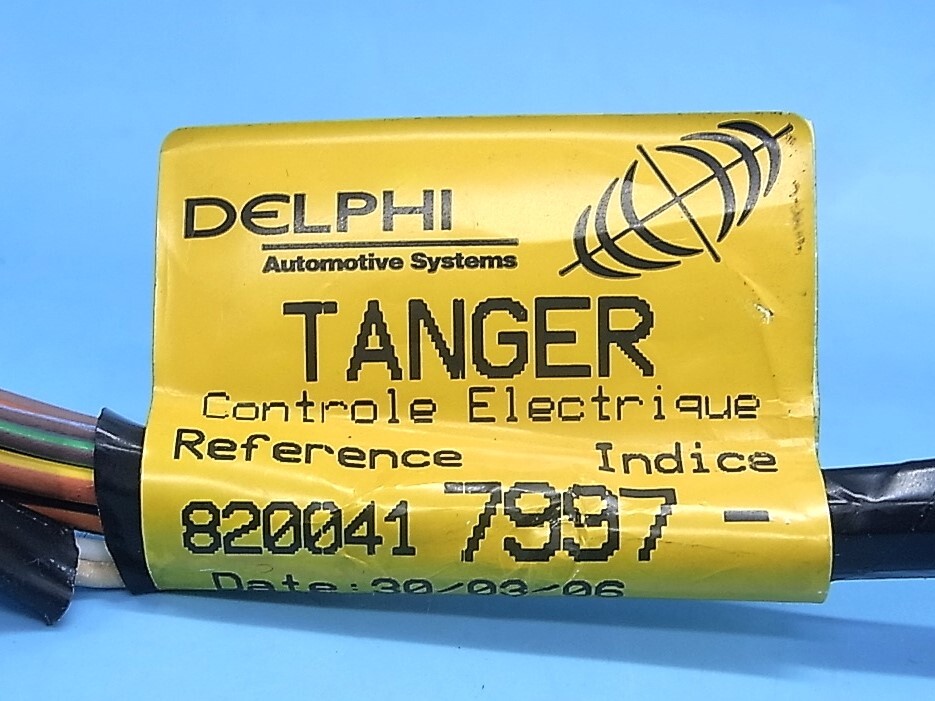 DELPHI
Automotive Systems
TANGER
Controle Electrique
Reference Indice
820041 7997 -
Date:30/03/06